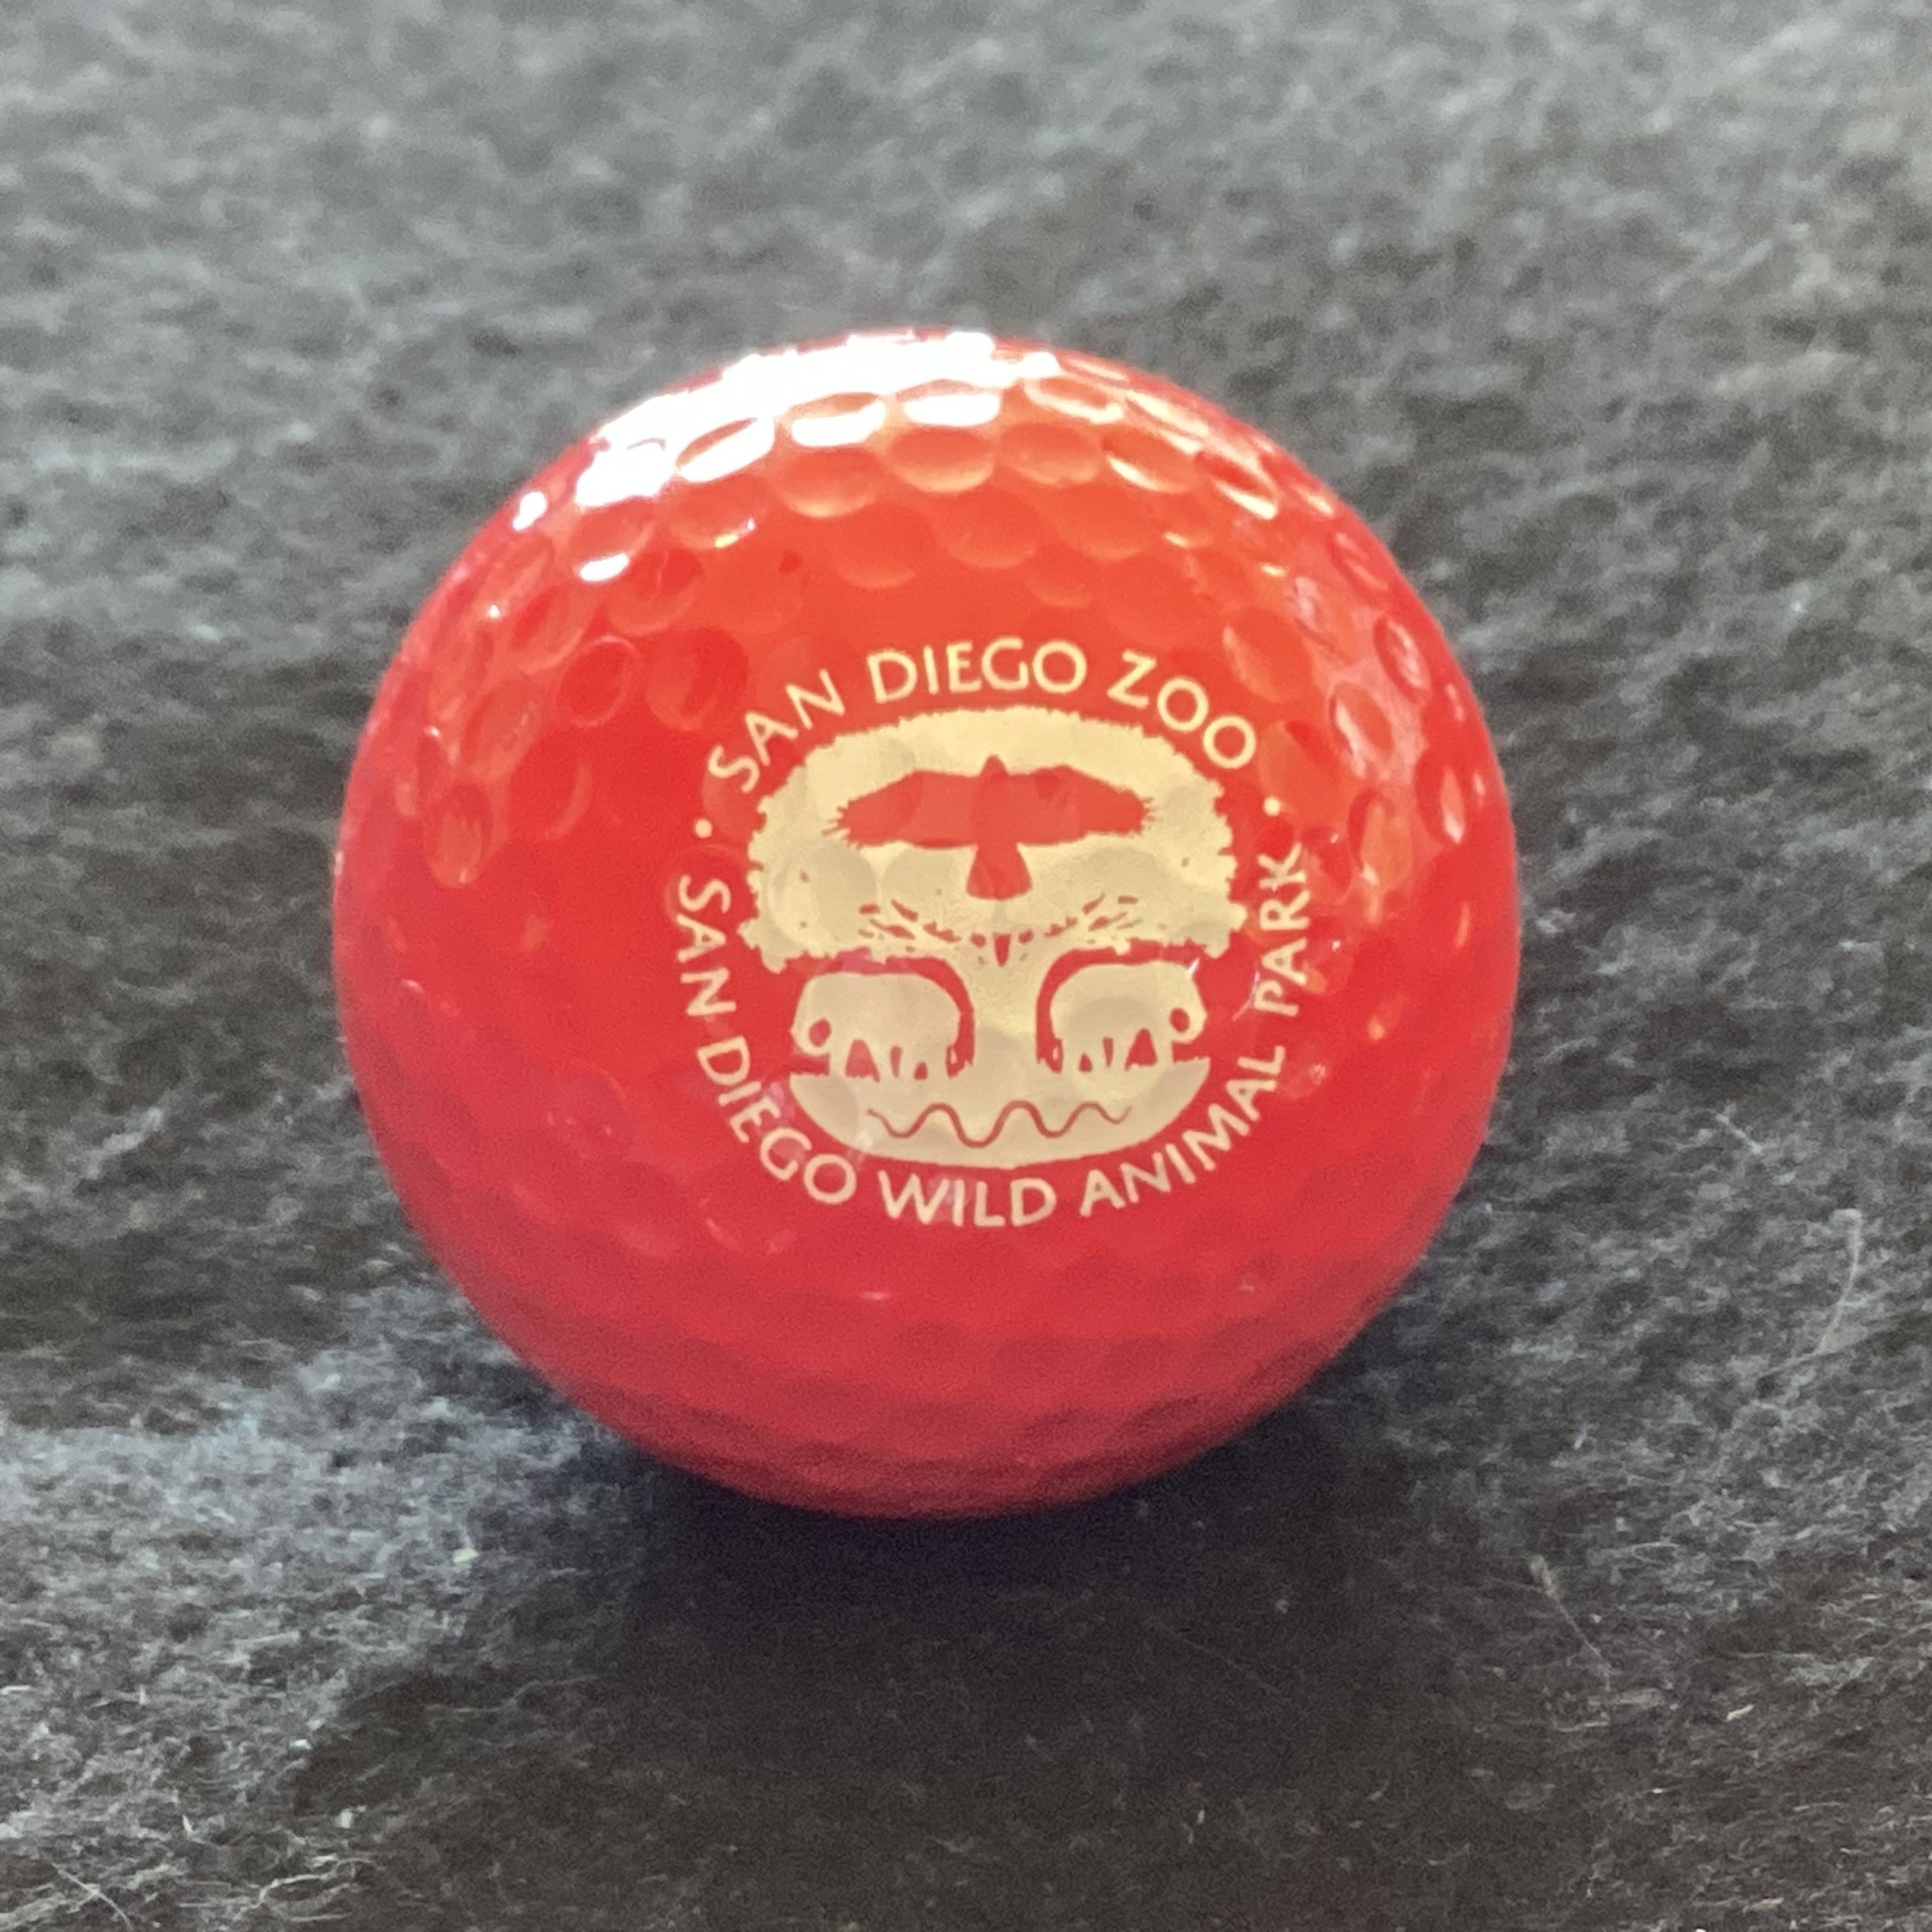 • SAN DIEGO ZOO •
SAN DIEGO WILD ANIMAL PARK